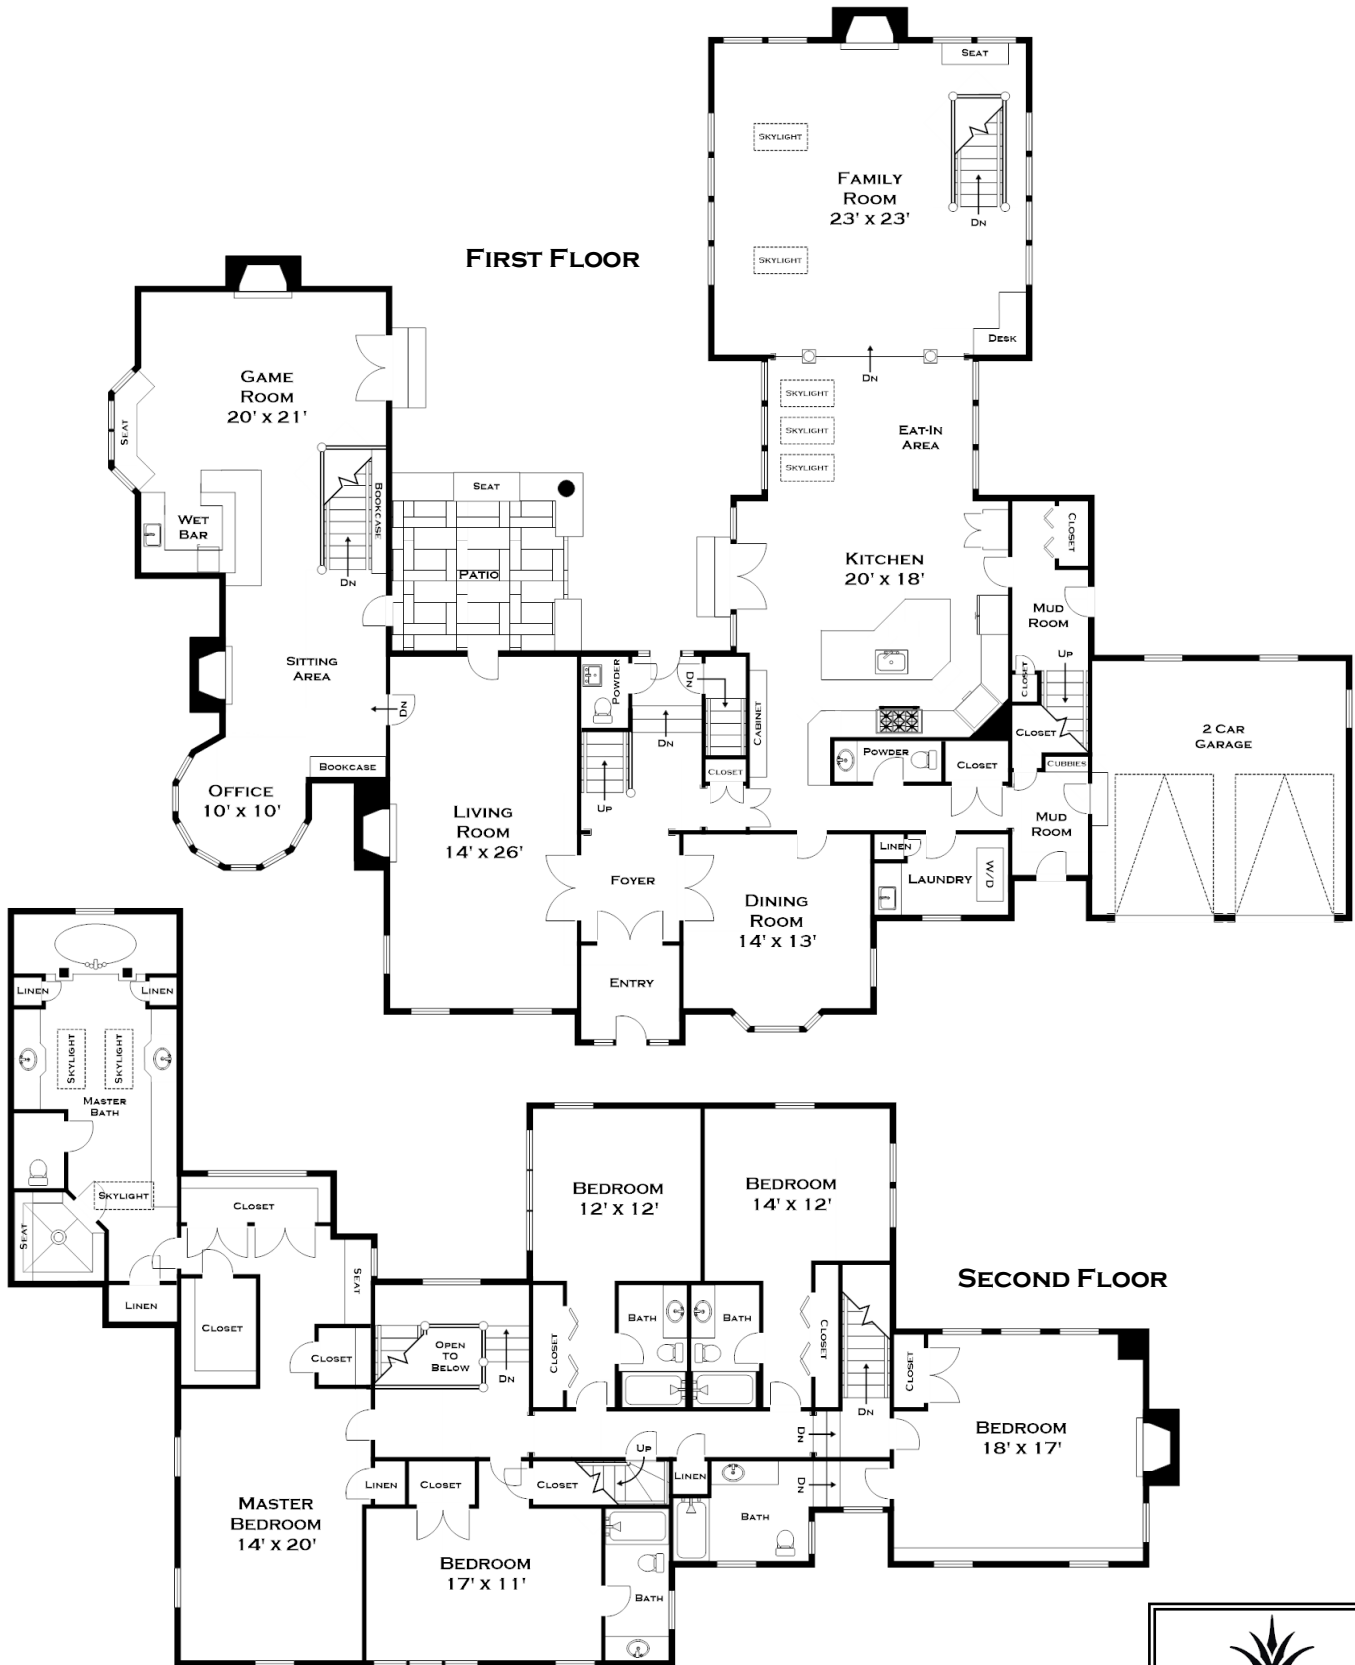 SEAT
SKYLIGHT
FAMILY
ROOM
23' X 23'
DN
FIRST FLOOR
SKYLIGHT
DESK
DN
GAME
ROOM
20' X 21'
SEAT
SKYLIGHT
SKYLIGHT
SKYLIGHT
EAT-IN
AREA
BOOKCASE
SEAT
WET
BAR
DN
PATIO
KITCHEN
20' X 18'
CLOSET
MUD
ROOM
UP
SITTING
AREA
DN
POWDER
DN
CLOSET
CABINET
DN
CLOSET
2 CAR
GARAGE
POWDER
CLOSET
CUBBIES
BOOKCASE
CLOSET
OFFICE
10' X 10'
UP
LIVING
ROOM
14' X 26'
MUD
ROOM
LINEN
LAUNDRY
W/D
FOYER
DINING
ROOM
14' X 13'
ENTRY
LINEN
LINEN
SKYLIGHT
SKYLIGHT
MASTER
BATH
SKYLIGHT
SEAT
CLOSET
LINEN
CLOSET
SEAT
CLOSET
BEDROOM
12' X 12'
BEDROOM
14' X 12'
SECOND FLOOR
OPEN
TO
BELOW
DN
CLOSET
BATH
BATH
CLOSET
DN
CLOSET
BEDROOM
18' X 17'
DN
UP
LINEN
CLOSET
CLOSET
LINEN
DN
BATH
MASTER
BEDROOM
14' X 20'
BEDROOM
17' X 11'
BATH